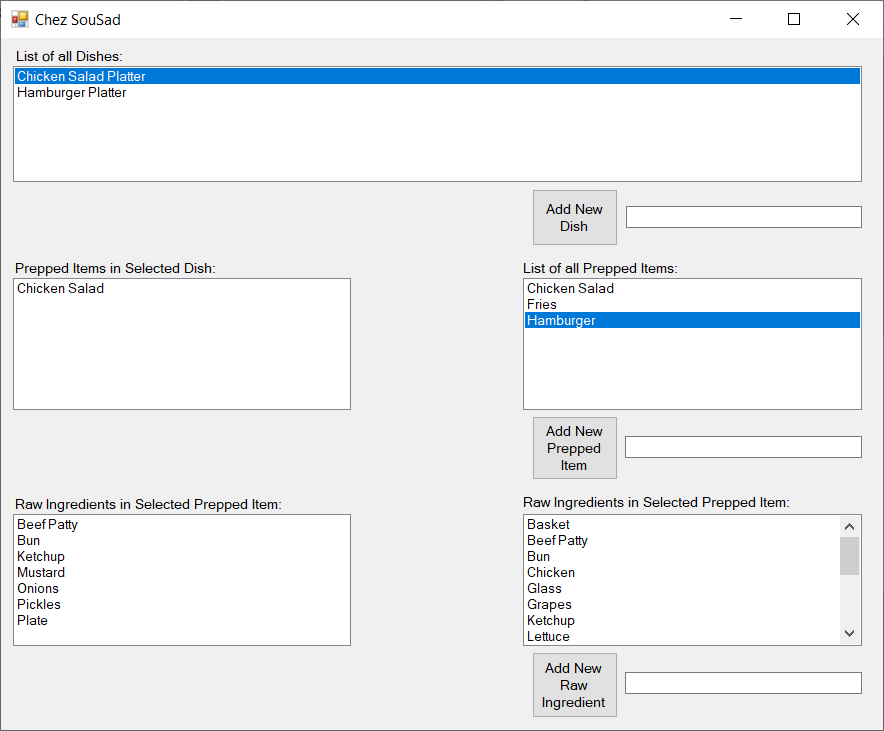 Chez SouSad
List of all Dishes:
Chicken Salad Platter
Hamburger Platter
Add New
Dish
Prepped Items in Selected Dish:
Chicken Salad
List of all Prepped Items:
Chicken Salad
Fries
Hamburger
Add New
Prepped
Item
Raw Ingredients in Selected Prepped Item:
Beef Patty
Bun
Ketchup
Mustard
Onions
Pickles
Plate
Raw Ingredients in Selected Prepped Item:
Basket
Beef Patty
Bun
Chicken
Glass
Grapes
Ketchup
Lettuce
Add New
Raw
Ingredient